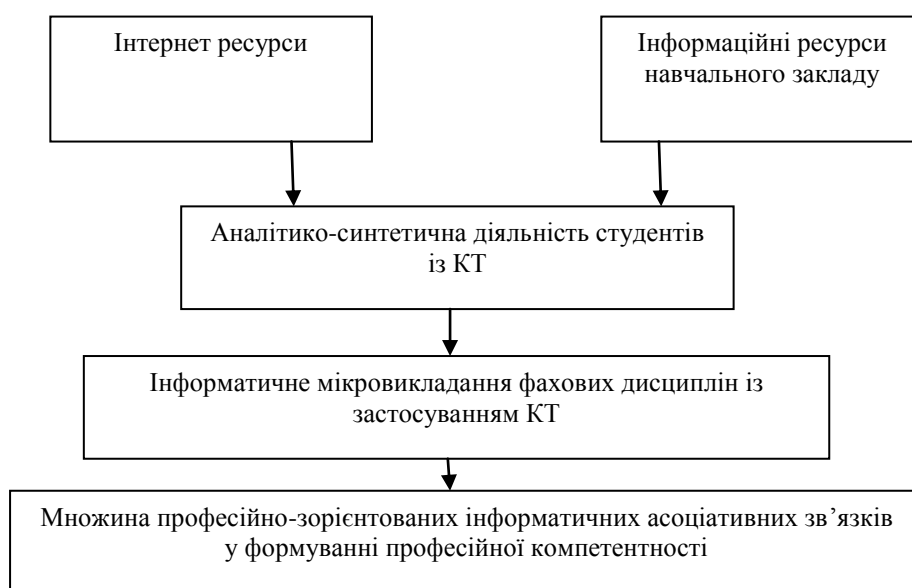 Інтернет ресурси
Інформаційні ресурси
навчального закладу
Аналітико-синтетична діяльність студентів
із КТ
Інформатичне мікровикладання фахових дисциплін із
застосуванням КТ
Множина професійно-зорієнтованих інформатичних асоціативних зв’язків
у формуванні професійної компетентності